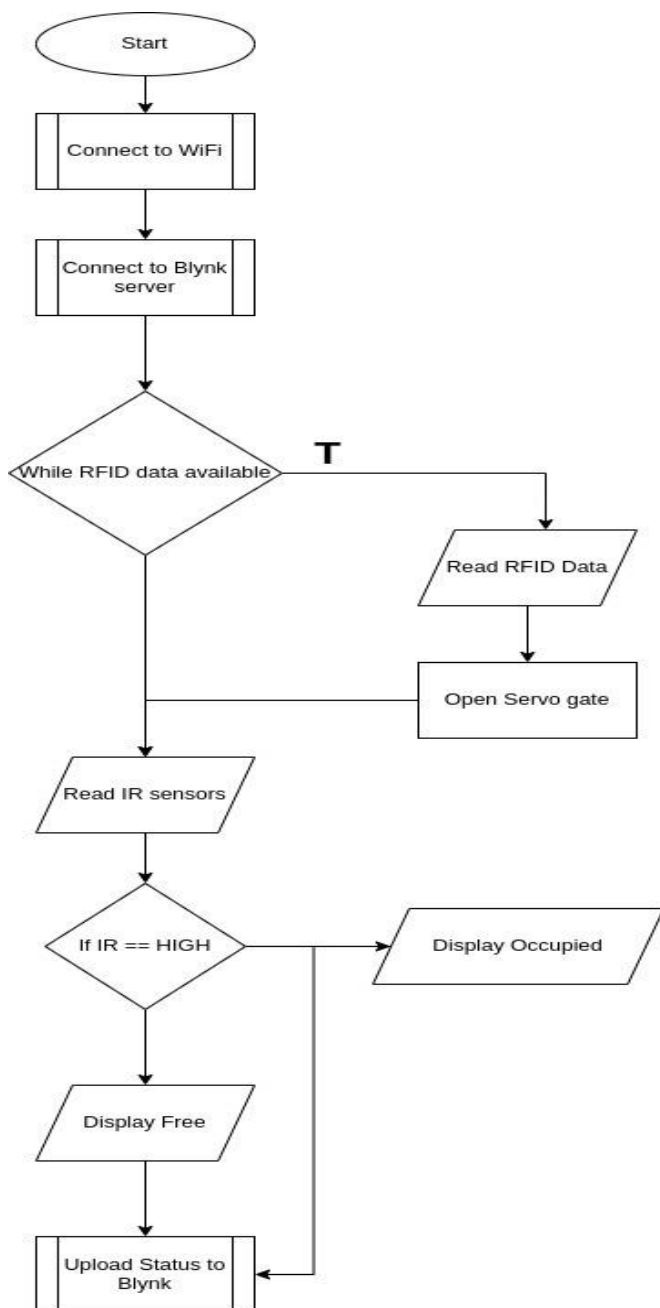 Start
Connect to WiFi
Connect to Blynk
server
While RFID data available
T
Read RFID Data
Open Servo gate
Read IR sensors
If IR == HIGH
Display Occupied
Display Free
Upload Status to
Blynk